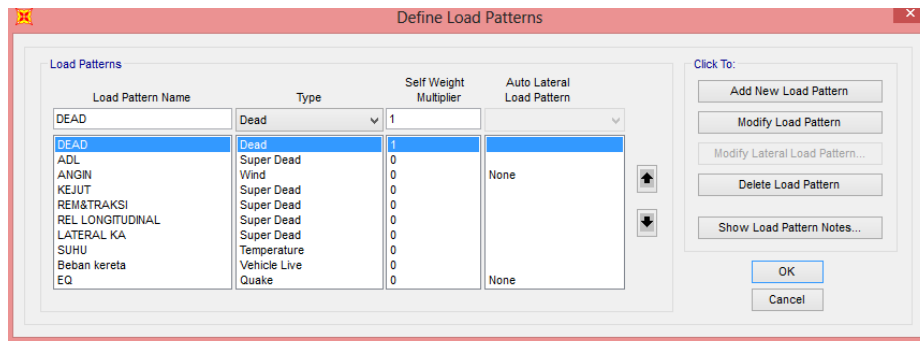 Define Load Patterns
Load Patterns
Click To:
Load Pattern Name Type Self Weight Multiplier Auto Lateral Load Pattern
DEAD Dead 1
DEAD Dead 1
ADL Super Dead 0
ANGIN Wind 0 None
KEJUT Super Dead 0
REM&TRAKSI Super Dead 0
REL LONGITUDINAL Super Dead 0
LATERAL KA Super Dead 0
SUHU Temperature 0
Beban kereta Vehicle Live 0
EQ Quake 0 None
Add New Load Pattern
Modify Load Pattern
Modify Lateral Load Pattern...
Delete Load Pattern
Show Load Pattern Notes...
OK
Cancel